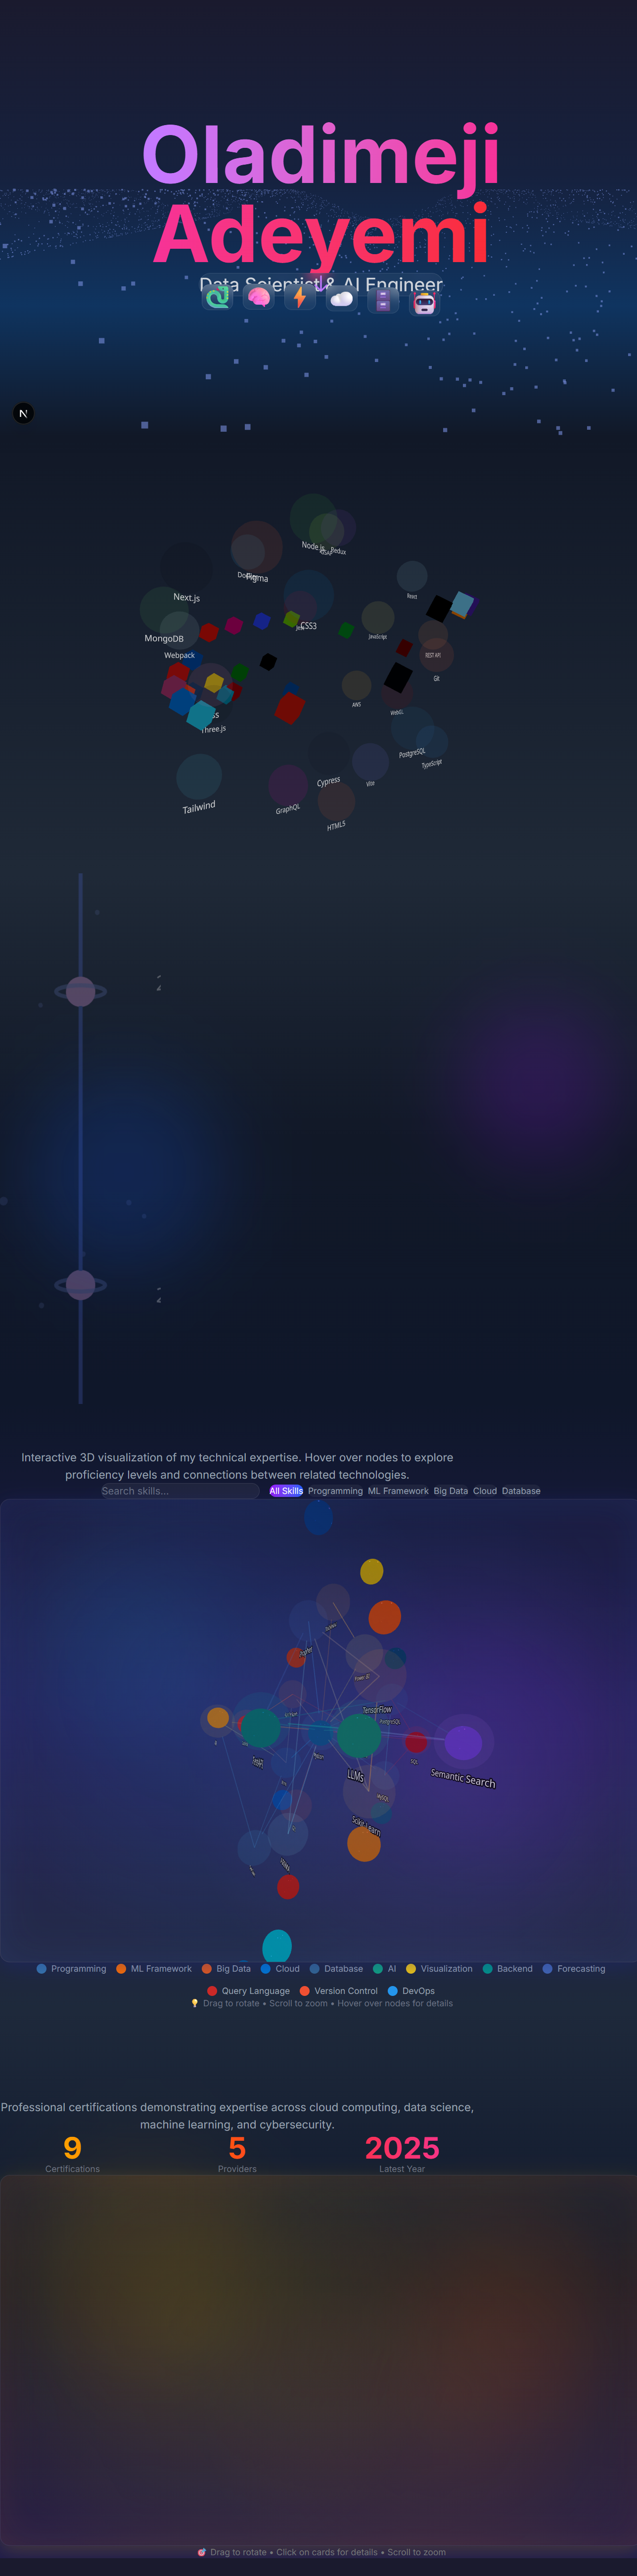 Oladimeji
Adeyemi
Data Scientist & AI Engineer
N
Node.js
Redux
Figma
Next.js
React
CSS3
JavaScript
MongoDB
Webpack
REST API
Git
AWS
WebGL
Three.js
PostgreSQL
TypeScript
Vite
Cypress
Tailwind
GraphQL
HTML5
Interactive 3D visualization of my technical expertise. Hover over nodes to explore
proficiency levels and connections between related technologies.
Search skills...
All Skills Programming ML Framework Big Data Cloud Database
Power BI
TensorFlow
PostgreSQL
SQL
LLMs
Semantic Search
MySQL
Scikit-Learn
Programming ML Framework Big Data Cloud Database AI Visualization Backend Forecasting
Query Language Version Control DevOps
Drag to rotate • Scroll to zoom • Hover over nodes for details
Professional certifications demonstrating expertise across cloud computing, data science,
machine learning, and cybersecurity.
9 5 2025
Certifications Providers Latest Year
Drag to rotate • Click on cards for details • Scroll to zoom